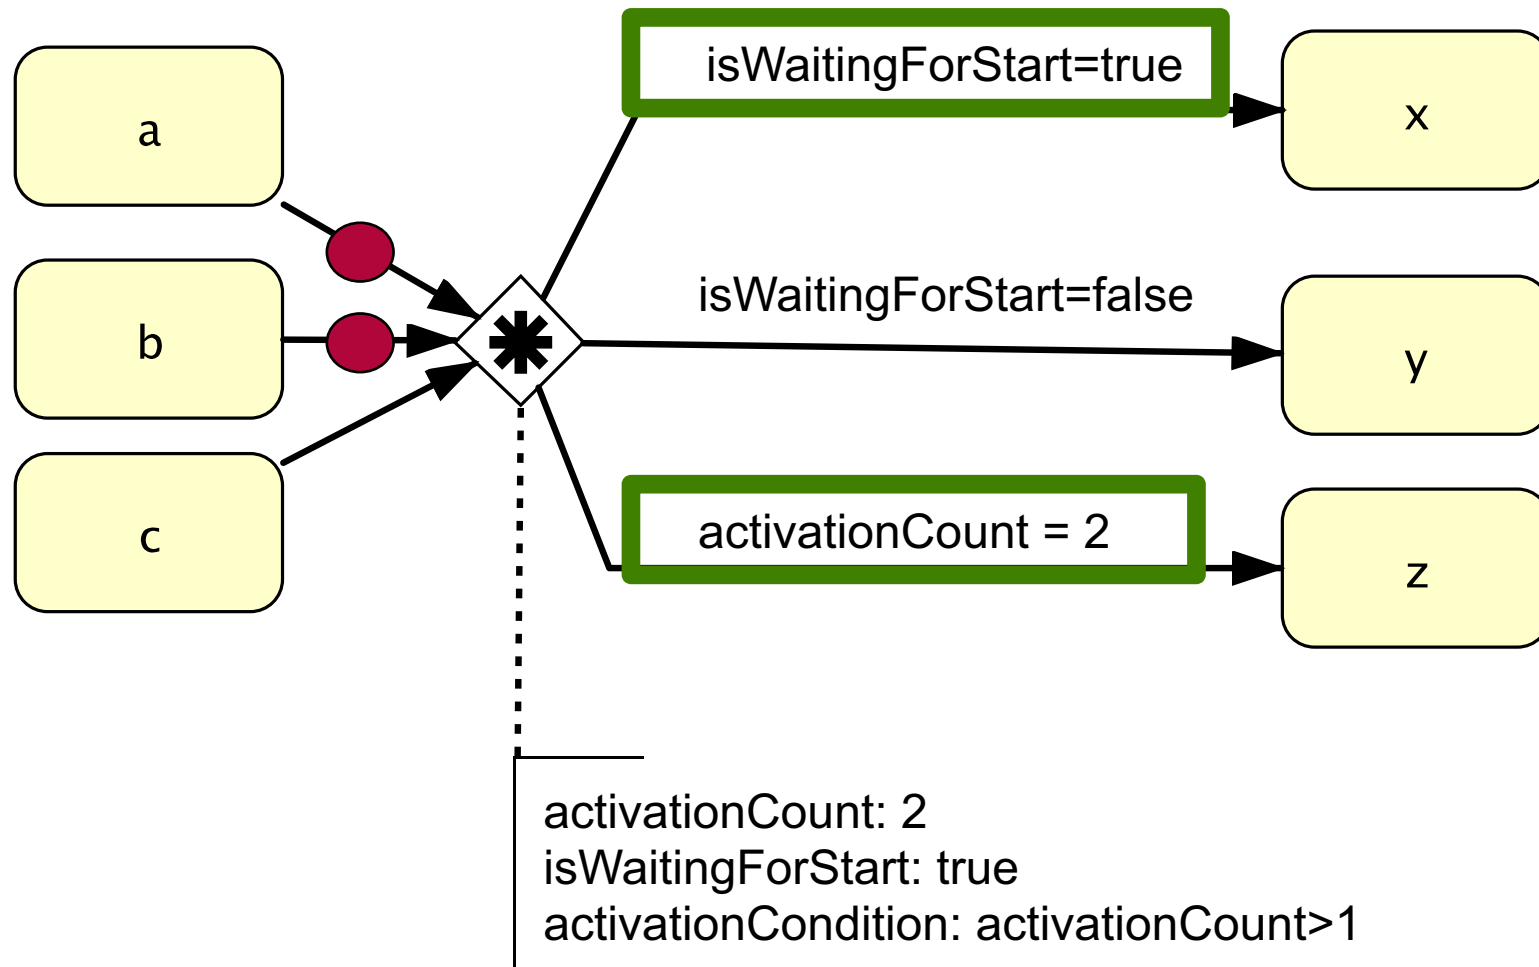 isWaitingForStart=true
a
x
isWaitingForStart=false
b
y
activationCount = 2
c
z
activationCount: 2
isWaitingForStart: true
activationCondition: activationCount>1